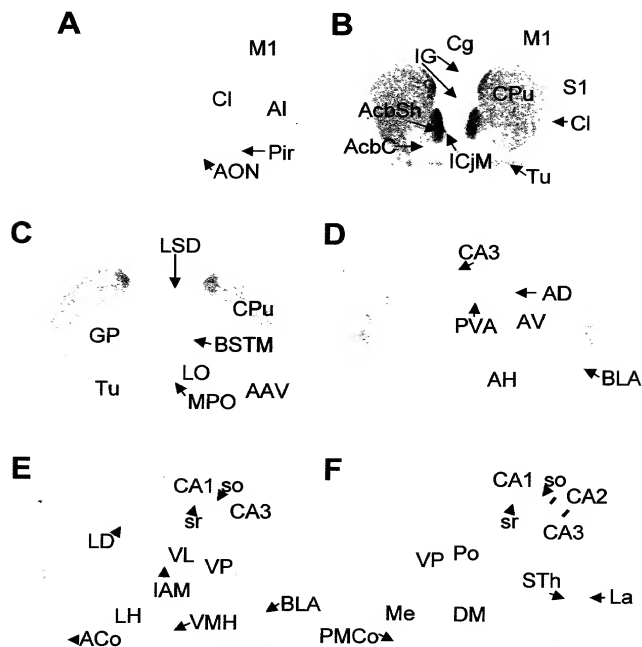 A
M1
Cl
AI
Pir
AON
B
IG
Cg
M1
CPu
S1
AcbSh
Cl
AcbC
ICjM
Tu
C
LSD
CPu
GP
BSTM
LO
Tu
MPO
AAV
D
CA3
AD
PVA
AV
AH
BLA
E
CA1 so
CA3
sr
LD
VL
VP
IAM
BLA
LH
VMH
ACo
F
CA1 so
CA2
sr
CA3
VP
Po
STh
La
Me
DM
PMCo